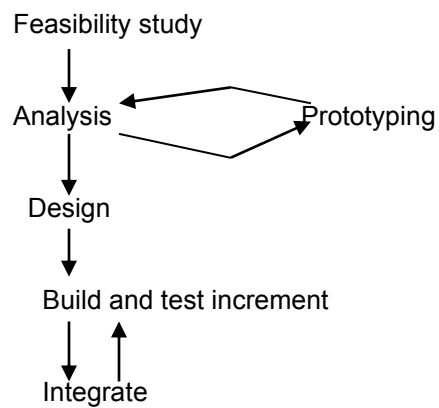 Feasibility study
Analysis
Prototyping
Design
Build and test increment
Integrate